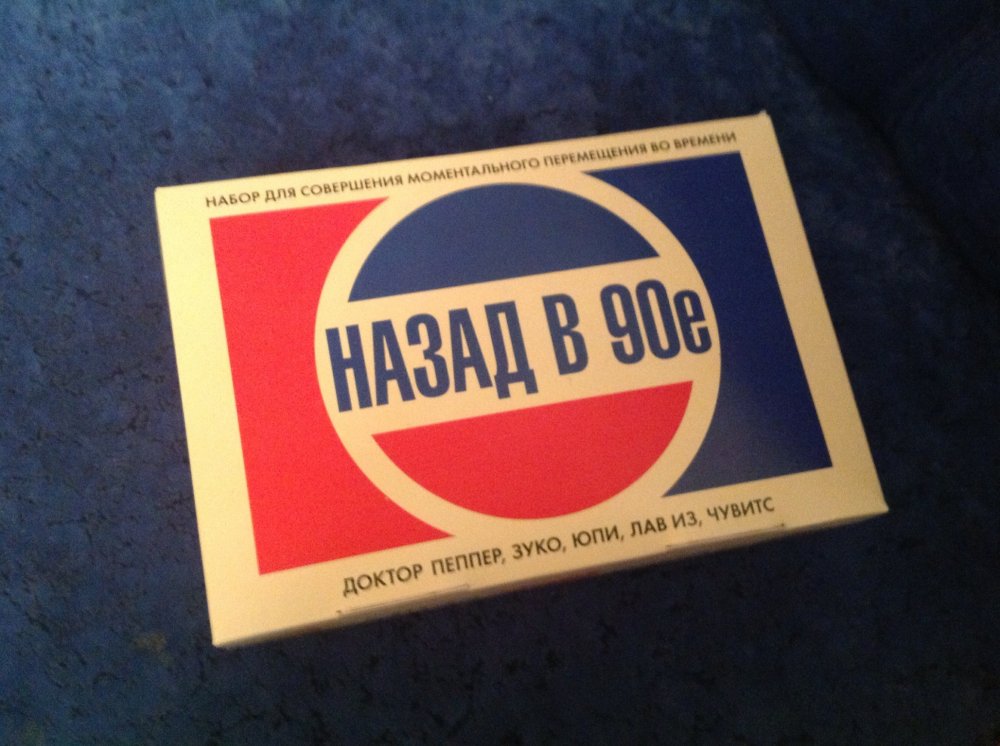 НАБОР ДЛЯ СОВЕРШЕНИЯ МОМЕНТАЛЬНОГО ПЕРЕМЕЩЕНИЯ ВО ВРЕМЕНИ
НАЗАД В 90е
ДОКТОР ПЕППЕР, ЗУКО, ЮПИ, ЛАВ ИЗ, ЧУВИТС